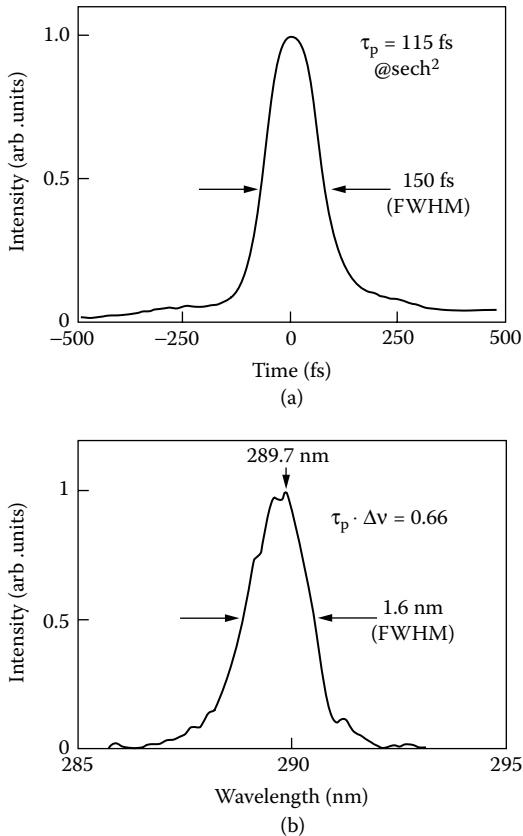 1.0
τp = 115 fs
@sech2
Intensity (arb .units)
0.5
150 fs
(FWHM)
0
−500
−250
0
250
500
Time (fs)
(a)
289.7 nm
1
τp · Δν = 0.66
Intensity (arb .units)
0.5
1.6 nm
(FWHM)
0
285
290
295
Wavelength (nm)
(b)